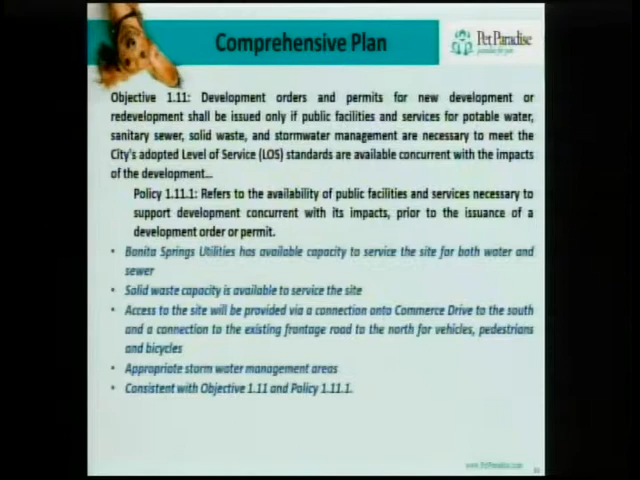 Comprehensive Plan
Pet Paradise
Objective 1.11: Development orders and permits for new development or
redevelopment shall be issued only if public facilities and services for potable water,
sanitary sewer, solid waste, and stormwater management are necessary to meet the
City's adopted Level of Service (LOS) standards are available concurrent with the impacts
of the development...
Policy 1.11.1: Refers to the availability of public facilities and services necessary to
support development concurrent with its impacts, prior to the issuance of a
development order or permit.
• Bonita Springs Utilities has available capacity to service the site for both water and
sewer
• Solid waste capacity is available to service the site
• Access to the site will be provided via a connection onto Commerce Drive to the south
and a connection to the existing frontage road to the north for vehicles, pedestrians
and bicycles
• Appropriate storm water management areas
• Consistent with Objective 1.11 and Policy 1.11.1.
www.PetParadise.com